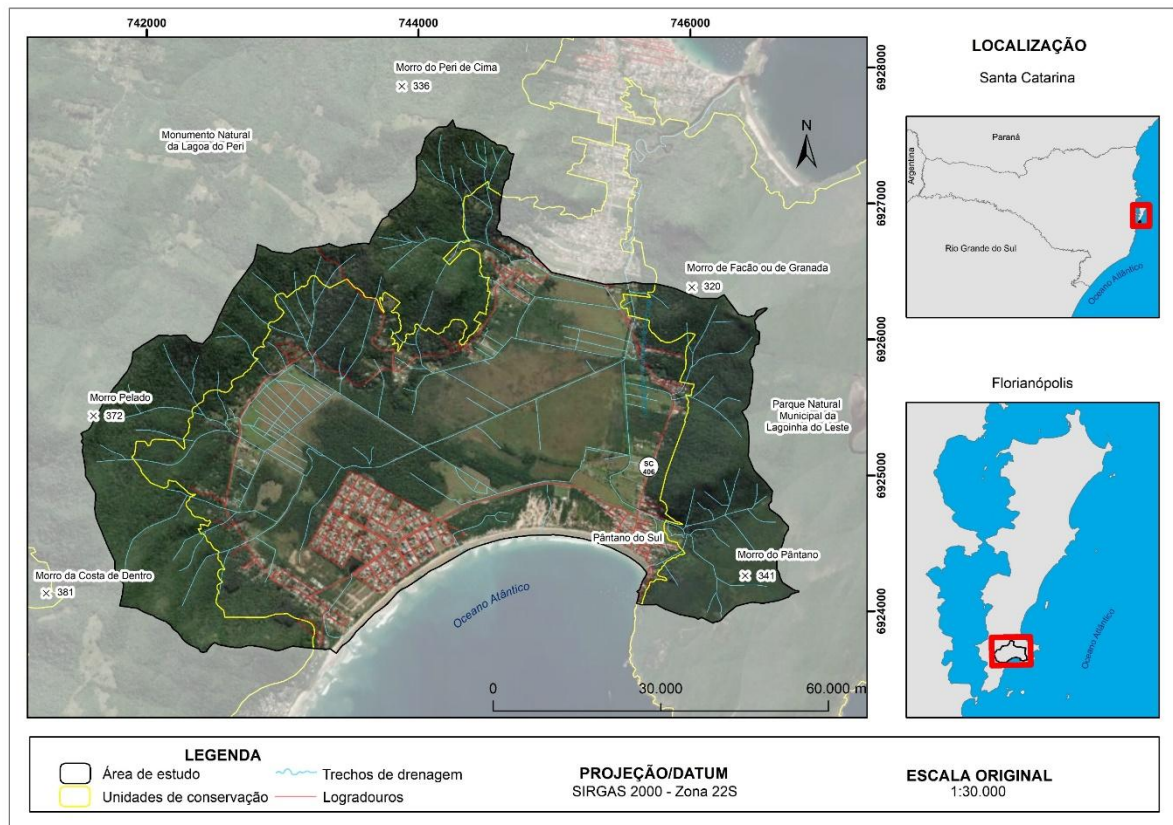 742000
744000
746000
6928000
6927000
6926000
6925000
6924000
Morro do Peri de Cima
336
Monumento Natural
da Lagoa do Peri
N
Morro de Facão ou de Granada
320
Morro Pelado
372
Parque Natural
Municipal da
Lagoinha do Leste
SC
406
Pântano do Sul
Morro do Pântano
341
Morro da Costa de Dentro
381
Oceano Atlântico
0
30.000
60.000 m
LOCALIZAÇÃO
Santa Catarina
Paraná
Argentina
Rio Grande do Sul
Oceano Atlântico
Florianópolis
Oceano Atlântico
LEGENDA
Área de estudo
Trechos de drenagem
Unidades de conservação
Logradouros
PROJEÇÃO/DATUM
SIRGAS 2000 - Zona 22S
ESCALA ORIGINAL
1:30.000